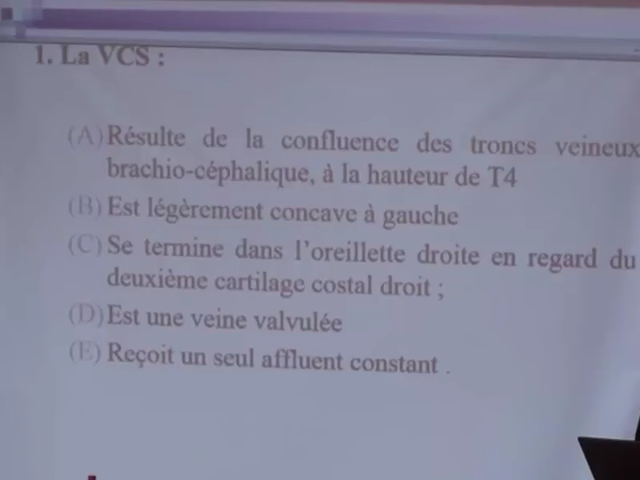 1. La VCS :
(A) Résulte de la confluence des troncs veineux
brachio-céphalique, à la hauteur de T4
(B) Est légèrement concave à gauche
(C) Se termine dans l'oreillette droite en regard du
deuxième cartilage costal droit ;
(D) Est une veine valvulée
(E) Reçoit un seul affluent constant .